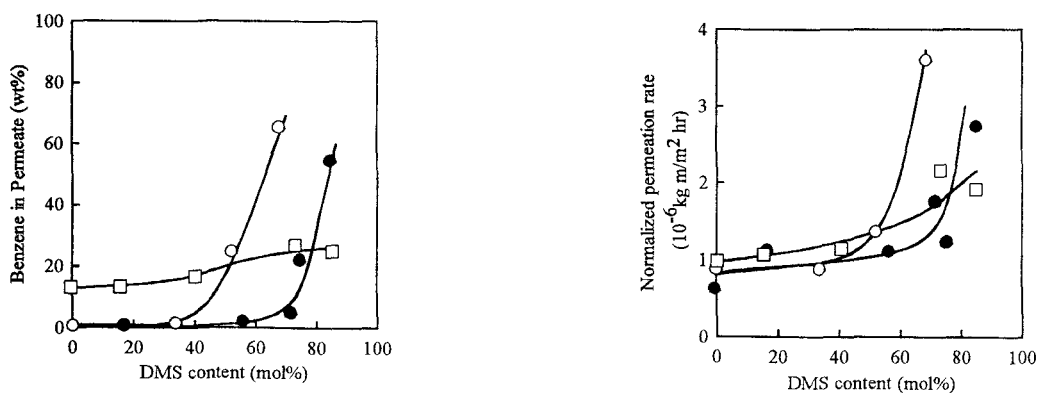 Benzene in Permeate (wt%)
100
80
60
40
20
0
0 20 40 60 80 100
DMS content (mol%)
Normalized permeation rate
(10⁻⁶kg m/m² hr)
4
3
2
1
0
0 20 40 60 80 100
DMS content (mol%)